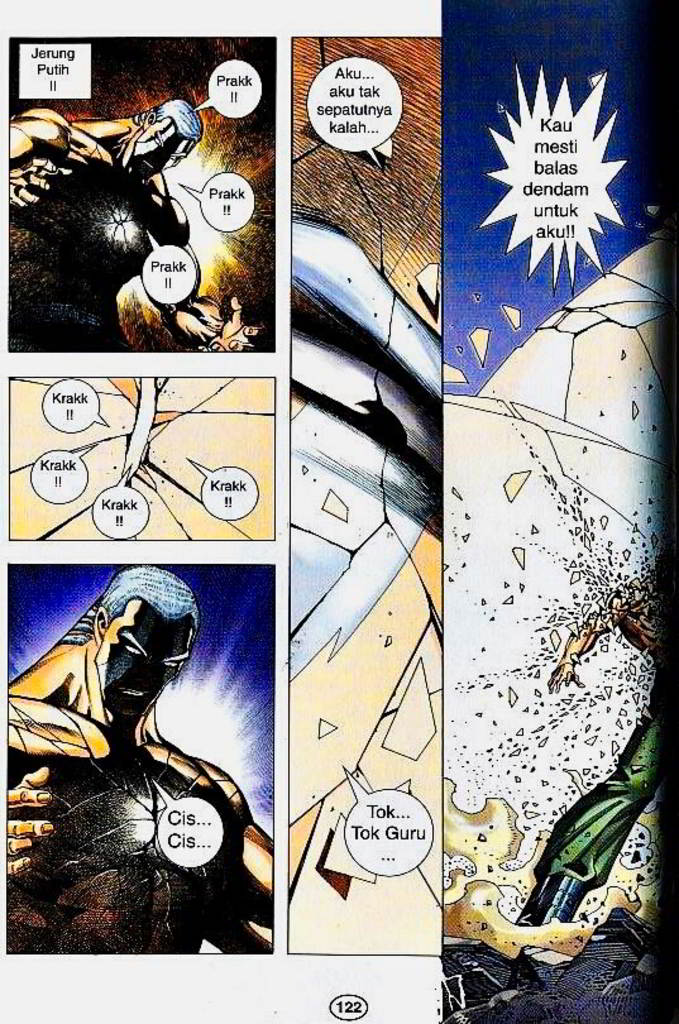 Jerung
Putih
!!
Prakk
!!
Prakk
!!
Prakk
!!
Krakk
!!
Krakk
!!
Krakk
!!
Krakk
!!
Cis...
Cis...
Aku...
aku tak
sepatutnya
kalah...
Tok...
Tok Guru
...
Kau
mesti
balas
dendam
untuk
aku!!
122